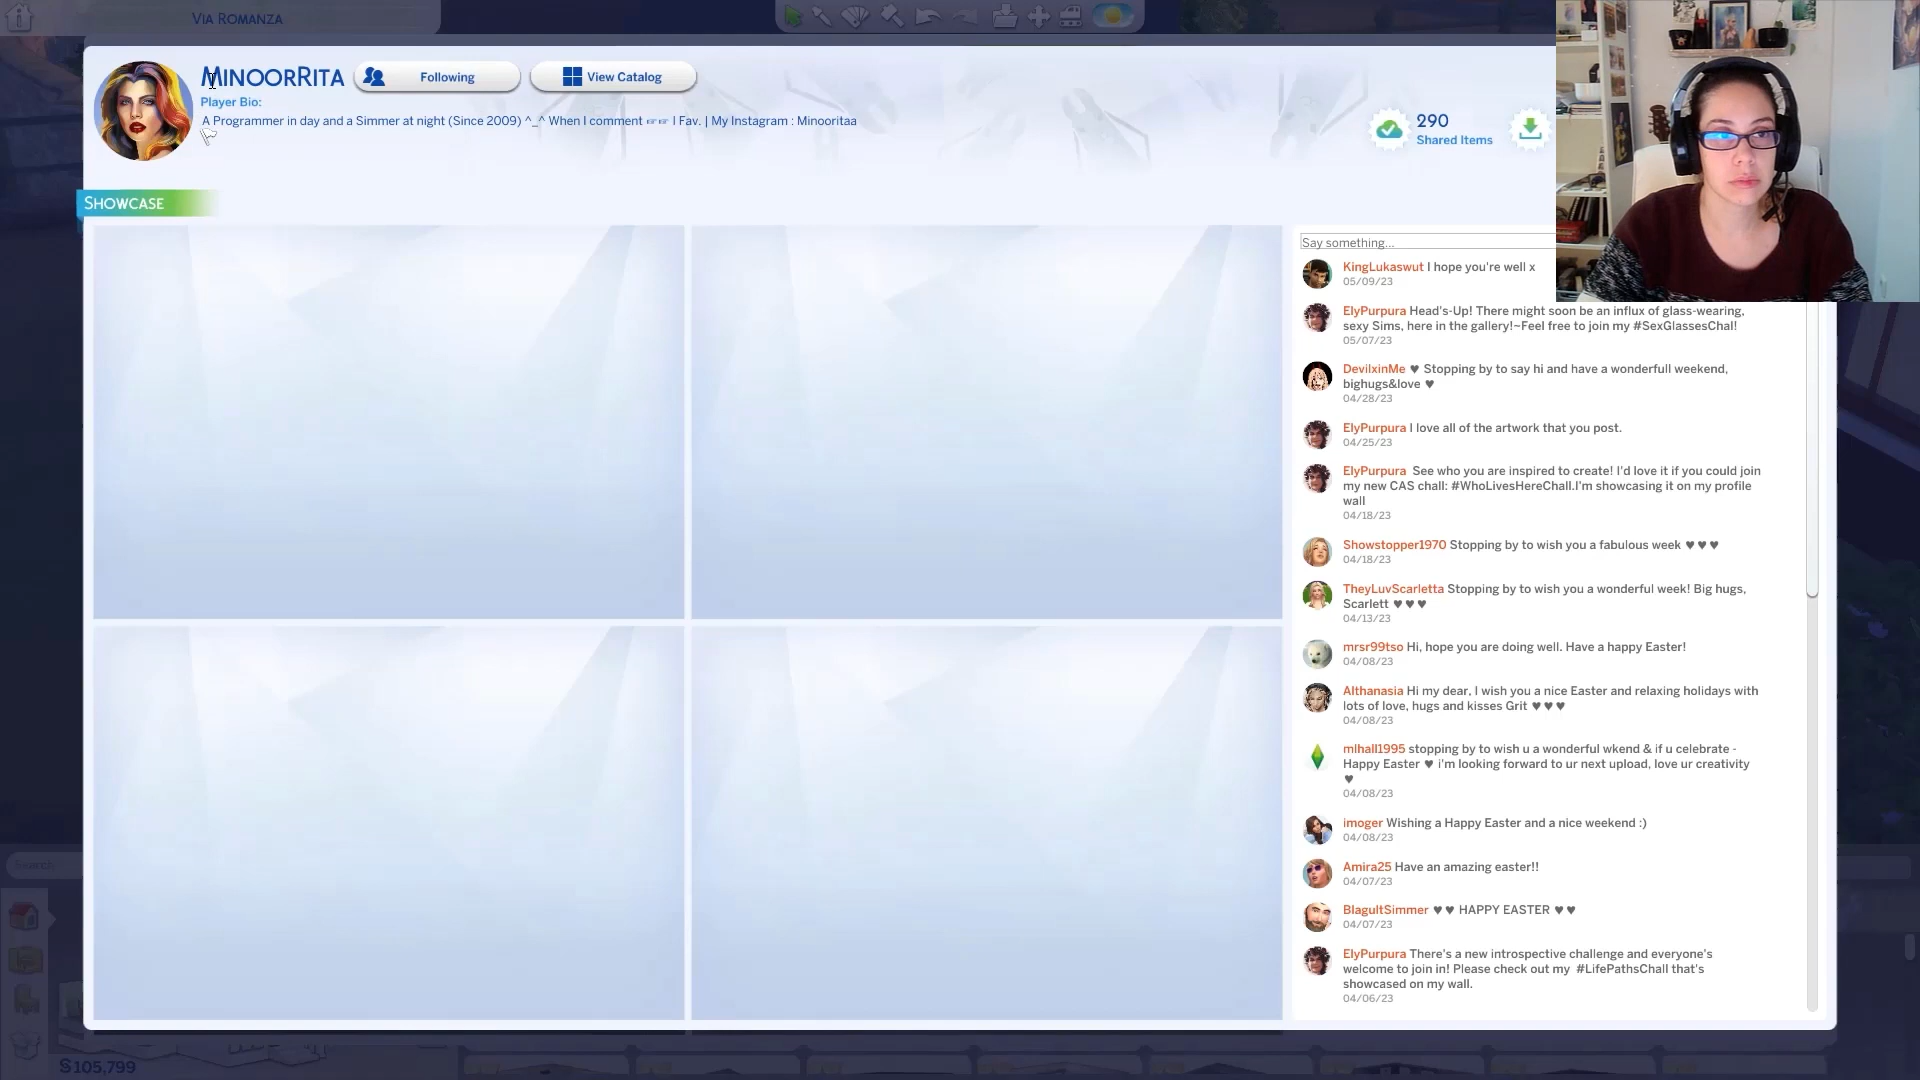 Via Romanza
MinoorRita
Following
View Catalog
Player Bio:
A Programmer in day and a Simmer at night (Since 2009) ^_^ When I comment ☞☞ I Fav. | My Instagram : Minooritaa
290
Shared Items
Showcase
Say something...
KingLukaswut I hope you're well x
05/09/23
ElyPurpura Head's-Up! There might soon be an influx of glass-wearing,
sexy Sims, here in the gallery!~Feel free to join my #SexGlassesChal!
05/07/23
DevilxinMe ♥ Stopping by to say hi and have a wonderfull weekend,
bighugs&love ♥
04/28/23
ElyPurpura I love all of the artwork that you post.
04/25/23
ElyPurpura See who you are inspired to create! I'd love it if you could join
my new CAS chall: #WhoLivesHereChall.I'm showcasing it on my profile
wall
04/18/23
Showstopper1970 Stopping by to wish you a fabulous week ♥♥♥
04/18/23
TheyLuvScarletta Stopping by to wish you a wonderful week! Big hugs,
Scarlett ♥♥♥
04/13/23
mrsr99tso Hi, hope you are doing well. Have a happy Easter!
04/08/23
Althanasia Hi my dear, I wish you a nice Easter and relaxing holidays with
lots of love, hugs and kisses Grit ♥♥♥
04/08/23
mlhall1995 stopping by to wish u a wonderful wkend & if u celebrate -
Happy Easter ♥ i'm looking forward to ur next upload, love ur creativity
♥
04/08/23
imoger Wishing a Happy Easter and a nice weekend :)
04/08/23
Amira25 Have an amazing easter!!
04/07/23
BlagultSimmer ♥♥ HAPPY EASTER ♥♥
04/07/23
ElyPurpura There's a new introspective challenge and everyone's
welcome to join in! Please check out my #LifePathsChall that's
showcased on my wall.
04/06/23
Search
§105,799